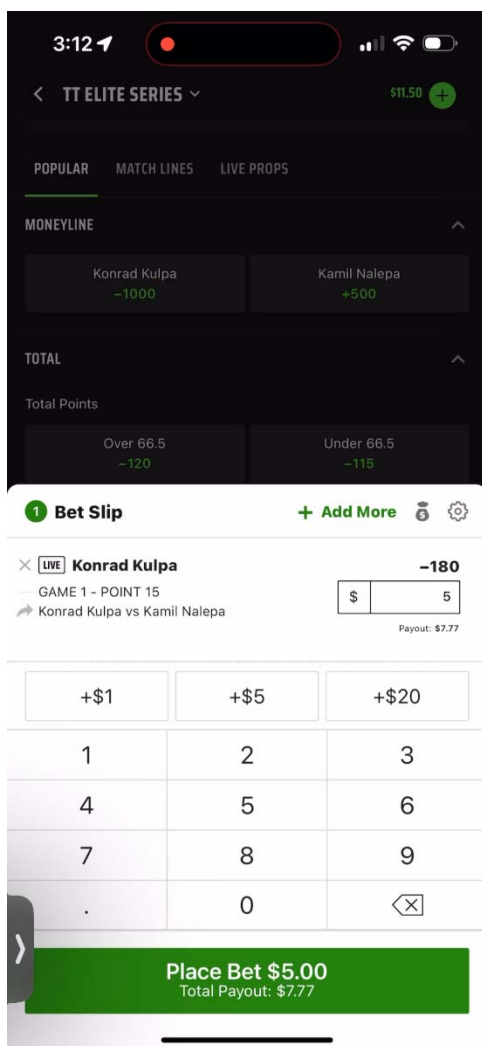 3:12
TT ELITE SERIES
$11.50
POPULAR MATCH LINES LIVE PROPS
MONEYLINE
Konrad Kulpa Kamil Nalepa
−1000 +500
TOTAL
Total Points
Over 66.5 Under 66.5
−120 −115
1 Bet Slip + Add More
LIVE Konrad Kulpa −180
GAME 1 - POINT 15 $ 5
Konrad Kulpa vs Kamil Nalepa
Payout: $7.77
+$1 +$5 +$20
1 2 3
4 5 6
7 8 9
. 0
Place Bet $5.00
Total Payout: $7.77